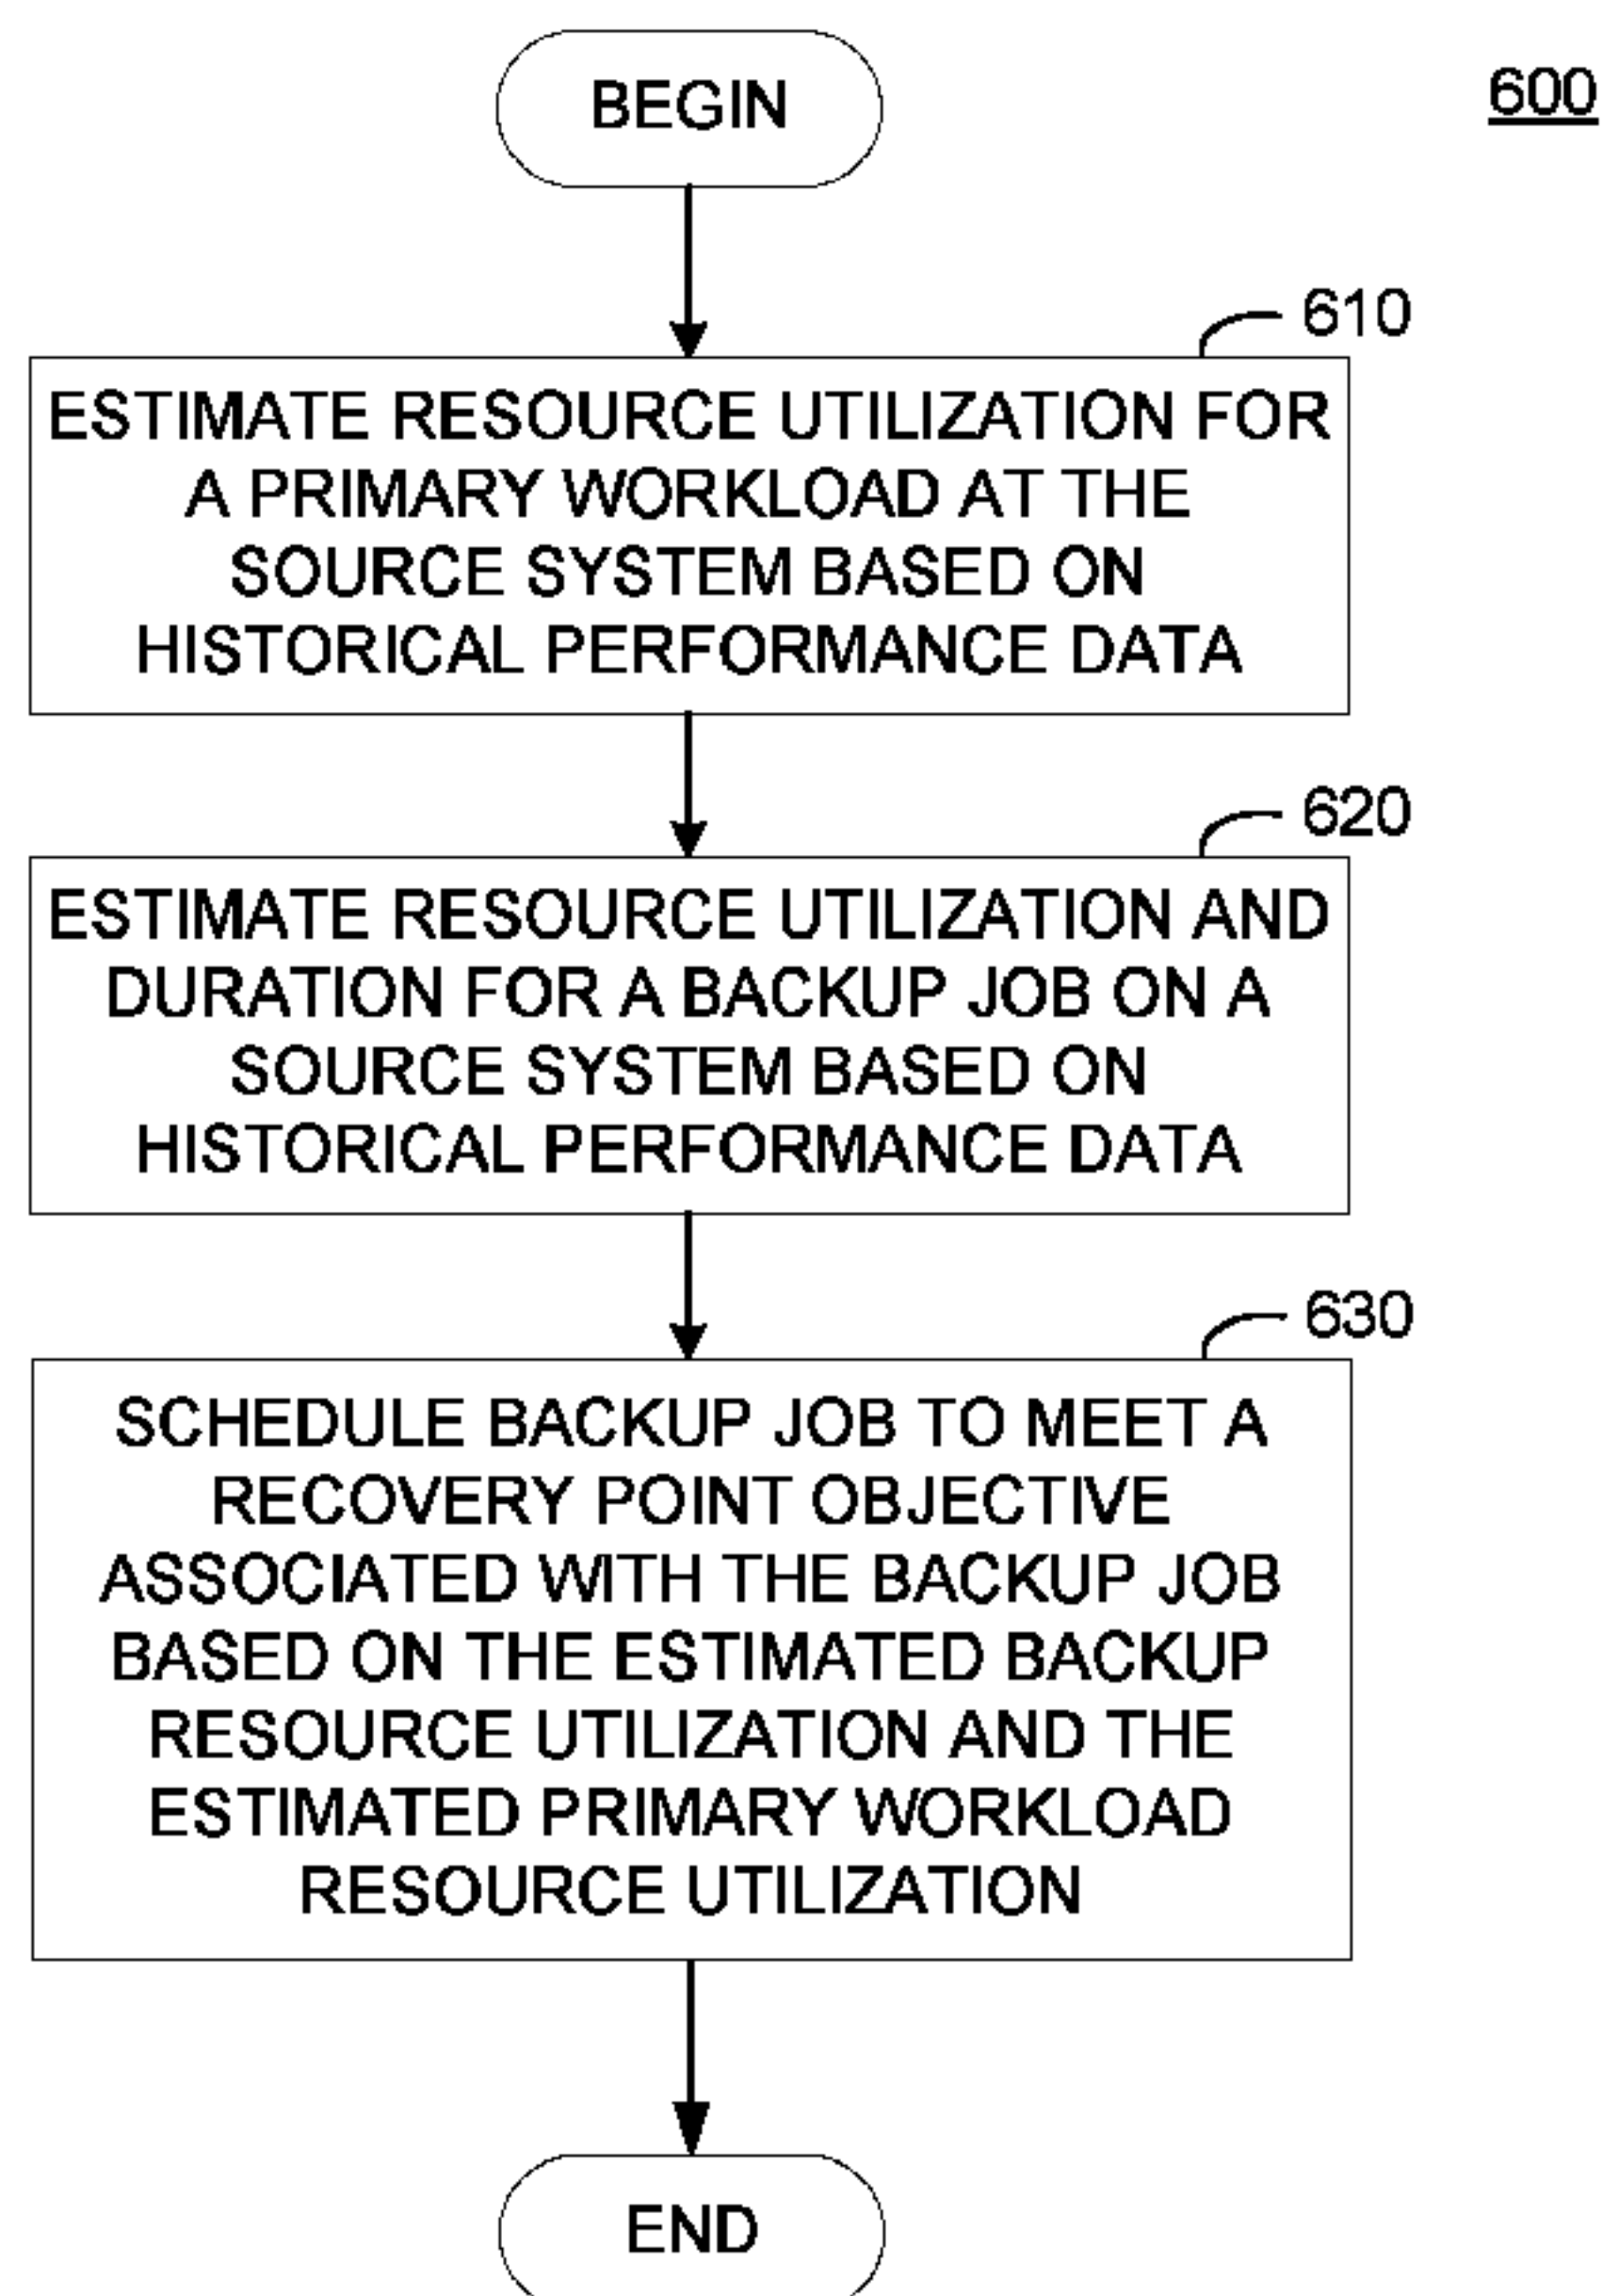 BEGIN
600
610
ESTIMATE RESOURCE UTILIZATION FOR
A PRIMARY WORKLOAD AT THE
SOURCE SYSTEM BASED ON
HISTORICAL PERFORMANCE DATA
620
ESTIMATE RESOURCE UTILIZATION AND
DURATION FOR A BACKUP JOB ON A
SOURCE SYSTEM BASED ON
HISTORICAL PERFORMANCE DATA
630
SCHEDULE BACKUP JOB TO MEET A
RECOVERY POINT OBJECTIVE
ASSOCIATED WITH THE BACKUP JOB
BASED ON THE ESTIMATED BACKUP
RESOURCE UTILIZATION AND THE
ESTIMATED PRIMARY WORKLOAD
RESOURCE UTILIZATION
END